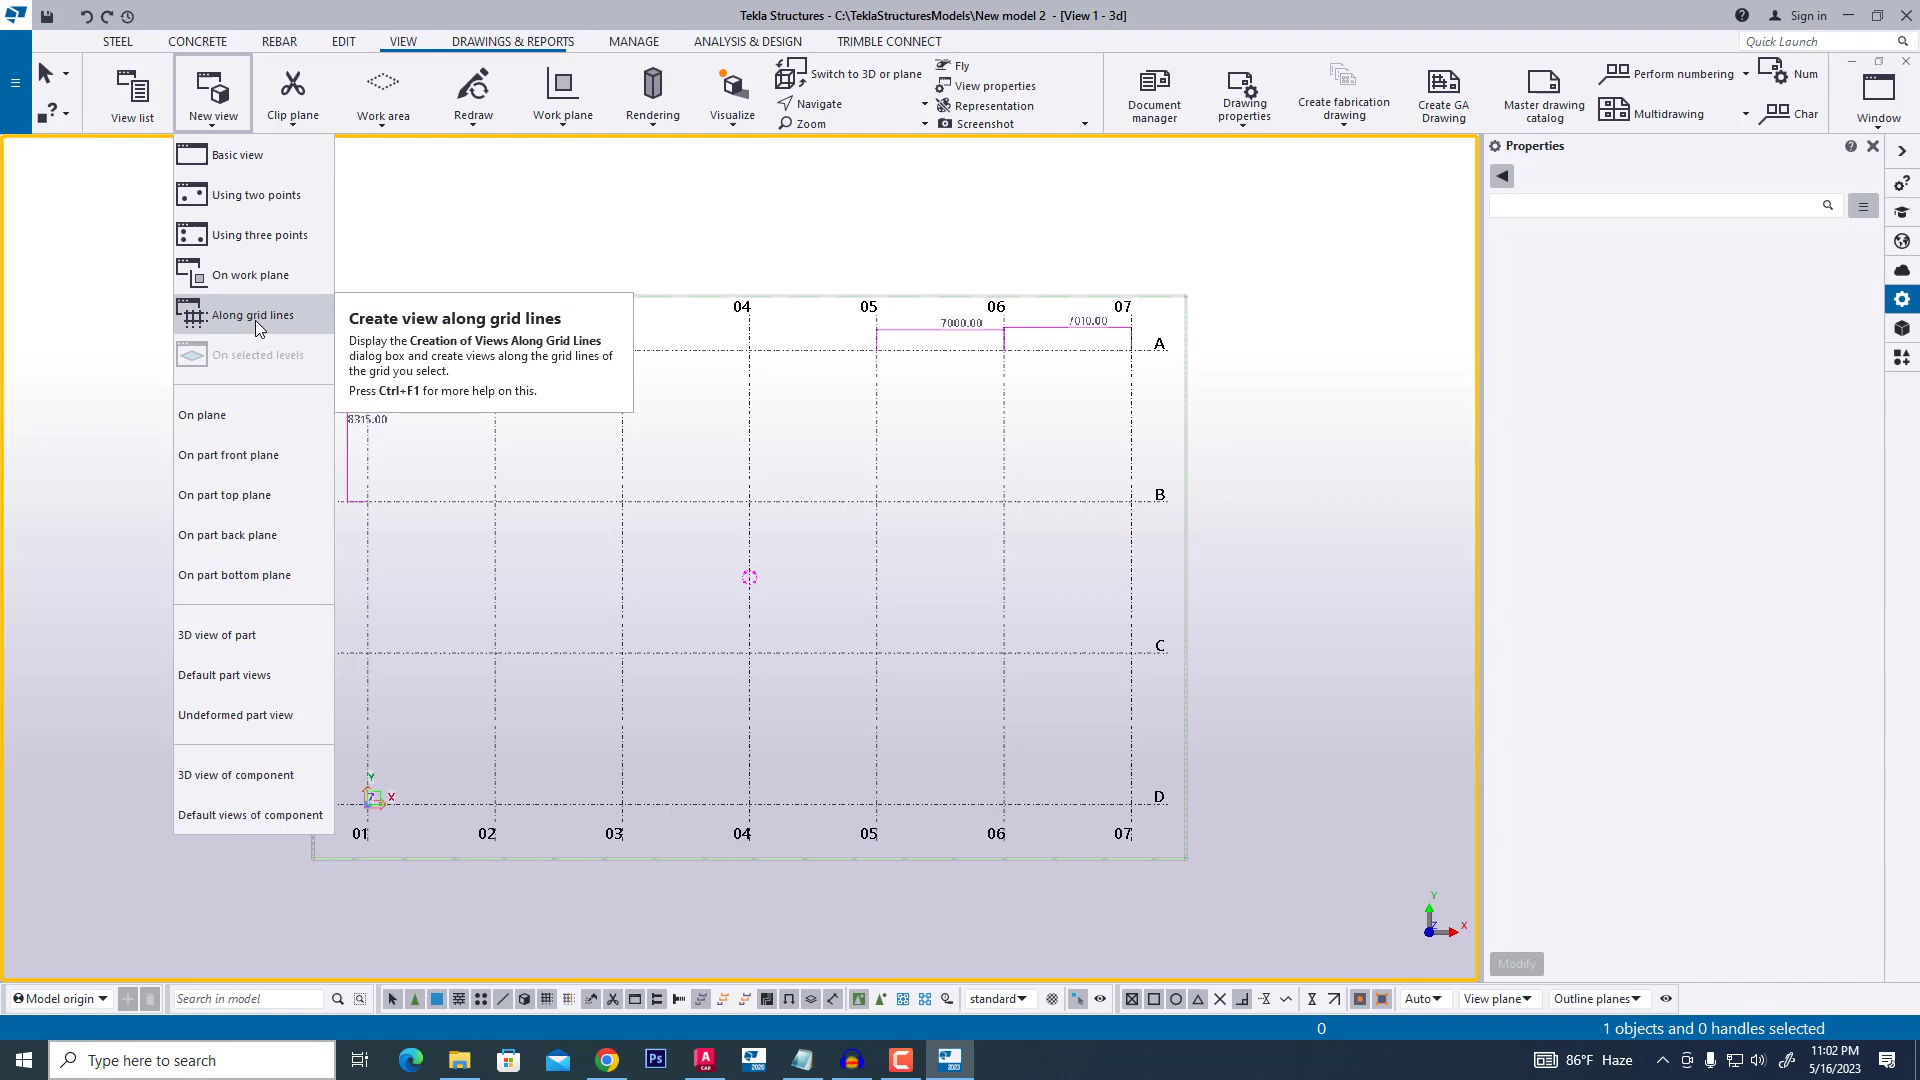 Tekla Structures - C:\TeklaStructuresModels\New model 2 - [View 1 - 3d]
Sign in
STEEL CONCRETE REBAR EDIT VIEW DRAWINGS & REPORTS MANAGE ANALYSIS & DESIGN TRIMBLE CONNECT
Quick Launch
View list
New view
Clip plane
Work area
Redraw
Work plane
Rendering
Visualize
Switch to 3D or plane
Navigate
Zoom
Fly
View properties
Representation
Screenshot
Document
manager
Drawing
properties
Create fabrication
drawing
Create GA
Drawing
Master drawing
catalog
Perform numbering
Multidrawing
Num
Char
Window
Basic view
Using two points
Using three points
On work plane
Along grid lines
On selected levels
On plane
On part front plane
On part top plane
On part back plane
On part bottom plane
3D view of part
Default part views
Undeformed part view
3D view of component
Default views of component
Create view along grid lines
Display the Creation of Views Along Grid Lines
dialog box and create views along the grid lines of
the grid you select.
Press Ctrl+F1 for more help on this.
04 05 06 07
7000.00 7010.00
A
8315.00
B
C
Y
Z X
D
01 02 03 04 05 06 07
Y
Z X
Properties
Modify
Model origin
Search in model
standard
Auto
View plane
Outline planes
0
1 objects and 0 handles selected
Type here to search
Ps
A
CAD
2020
2023
86°F Haze
11:02 PM
5/16/2023